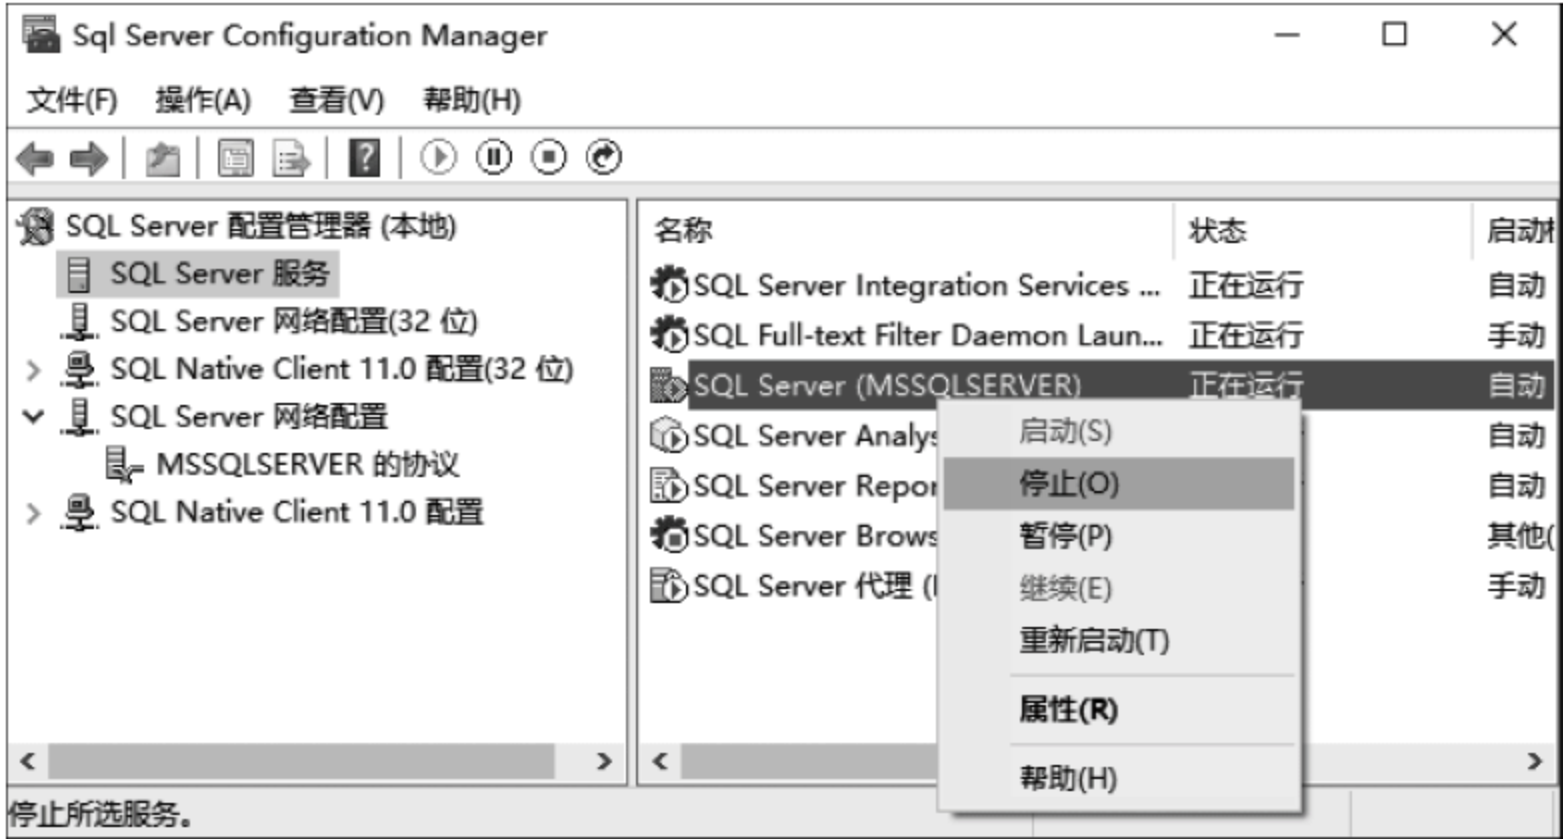 Sql Server Configuration Manager
文件(F) 操作(A) 查看(V) 帮助(H)
SQL Server 配置管理器 (本地)
SQL Server 服务
SQL Server 网络配置(32 位)
SQL Native Client 11.0 配置(32 位)
SQL Server 网络配置
MSSQLSERVER 的协议
SQL Native Client 11.0 配置
名称 状态 启动
SQL Server Integration Services ... 正在运行 自动
SQL Full-text Filter Daemon Laun... 正在运行 手动
SQL Server (MSSQLSERVER) 正在运行 自动
SQL Server Analys 自动
SQL Server Repor 自动
SQL Server Brows 其他(
SQL Server 代理 ( 手动
启动(S)
停止(O)
暂停(P)
继续(E)
重新启动(T)
属性(R)
帮助(H)
停止所选服务。